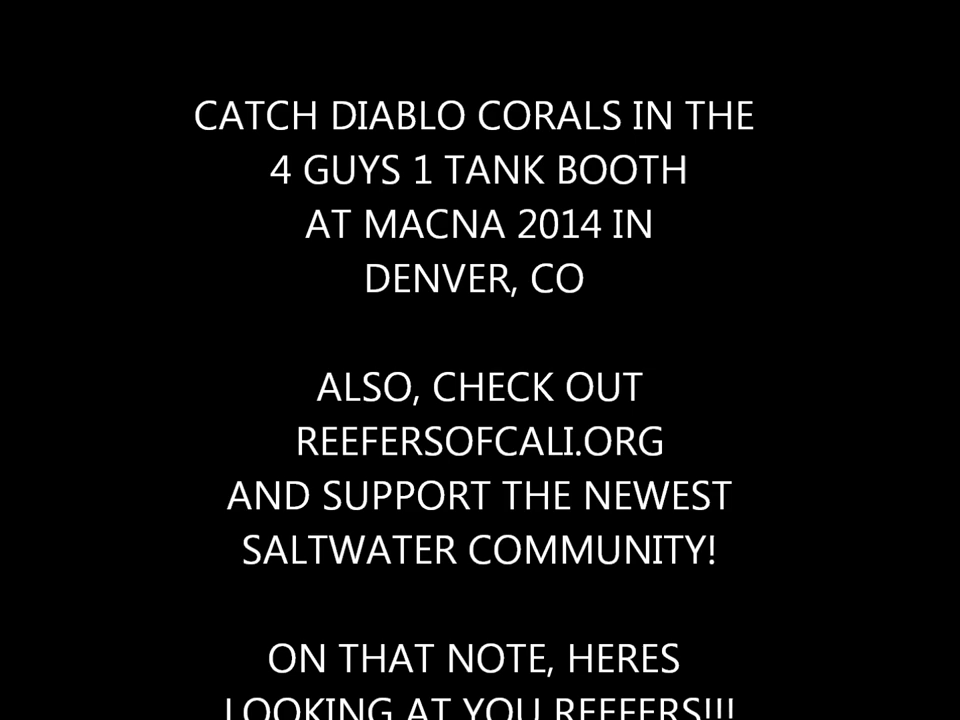 CATCH DIABLO CORALS IN THE
4 GUYS 1 TANK BOOTH
AT MACNA 2014 IN
DENVER, CO
ALSO, CHECK OUT
REEFERSOFCALI.ORG
AND SUPPORT THE NEWEST
SALTWATER COMMUNITY!
ON THAT NOTE, HERES
LOOKING AT YOU REEFERS!!!